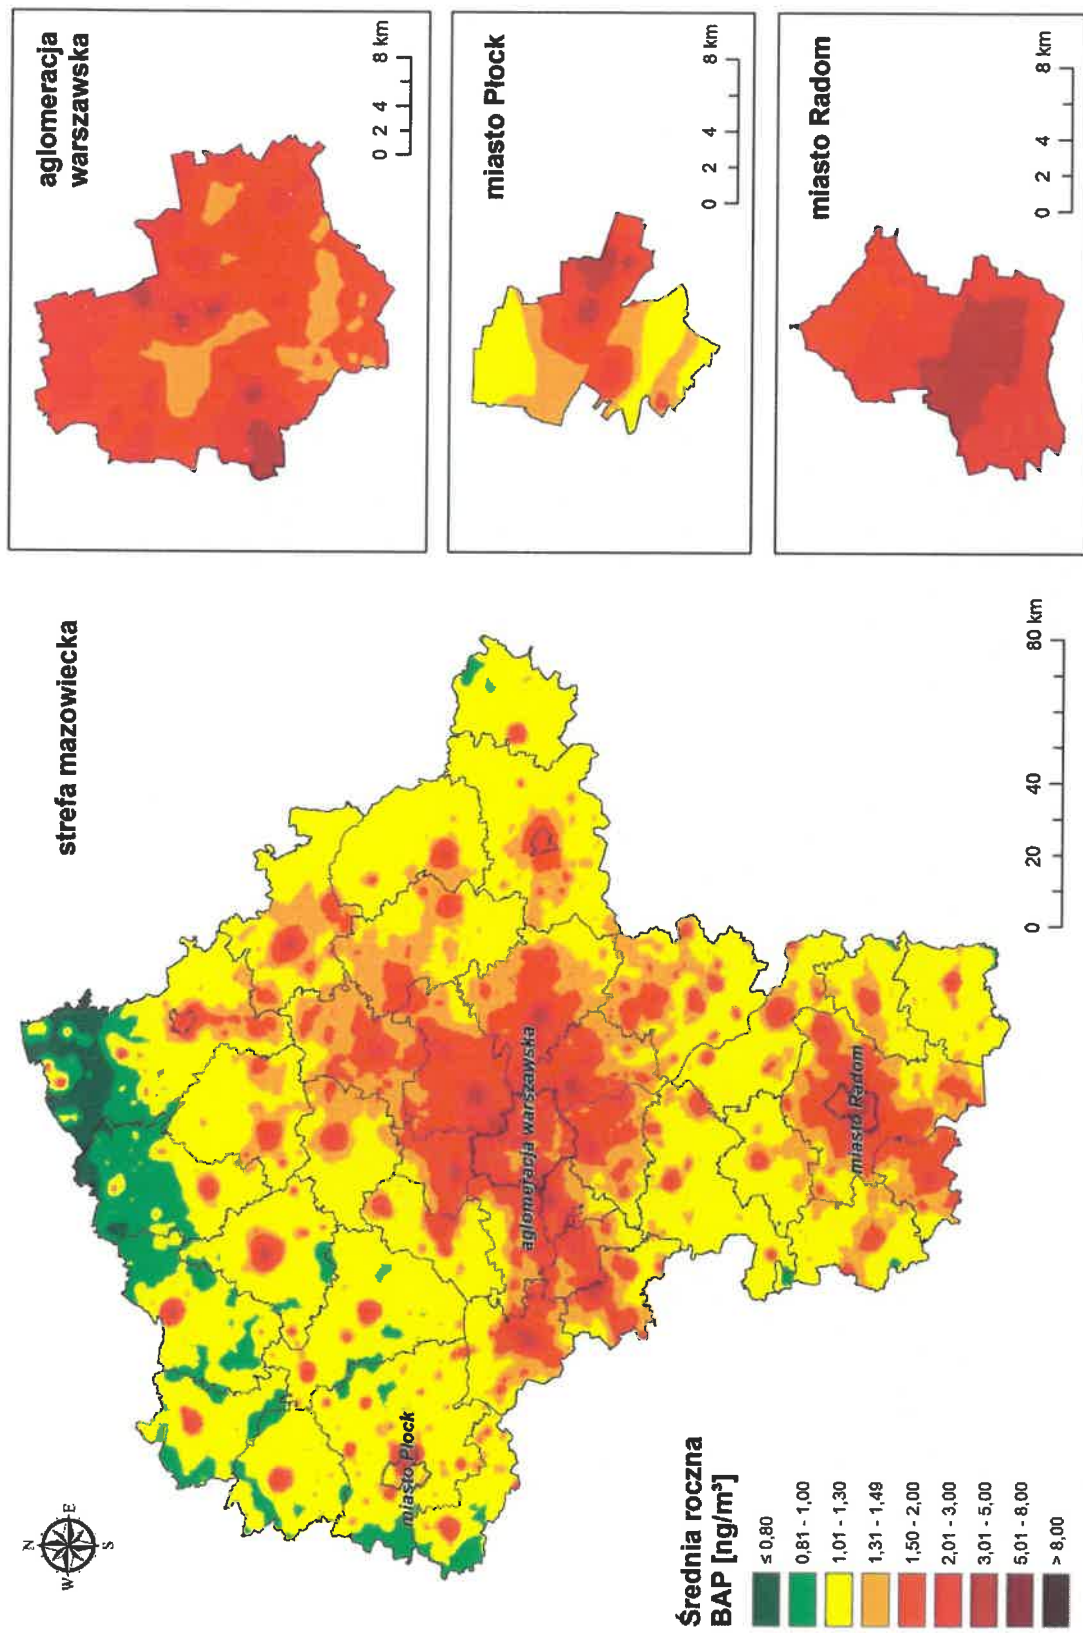 strefa mazowiecka
N
W
E
S
aglomeracja warszawska
miasto Płock
miasto Radom
0
20
40
80 km
Średnia roczna
BAP [ng/m³]
≤ 0,80
0,81 - 1,00
1,01 - 1,30
1,31 - 1,49
1,50 - 2,00
2,01 - 3,00
3,01 - 5,00
5,01 - 8,00
> 8,00
aglomeracja
warszawska
0 2 4 8 km
miasto Płock
0 2 4 8 km
miasto Radom
0 2 4 8 km